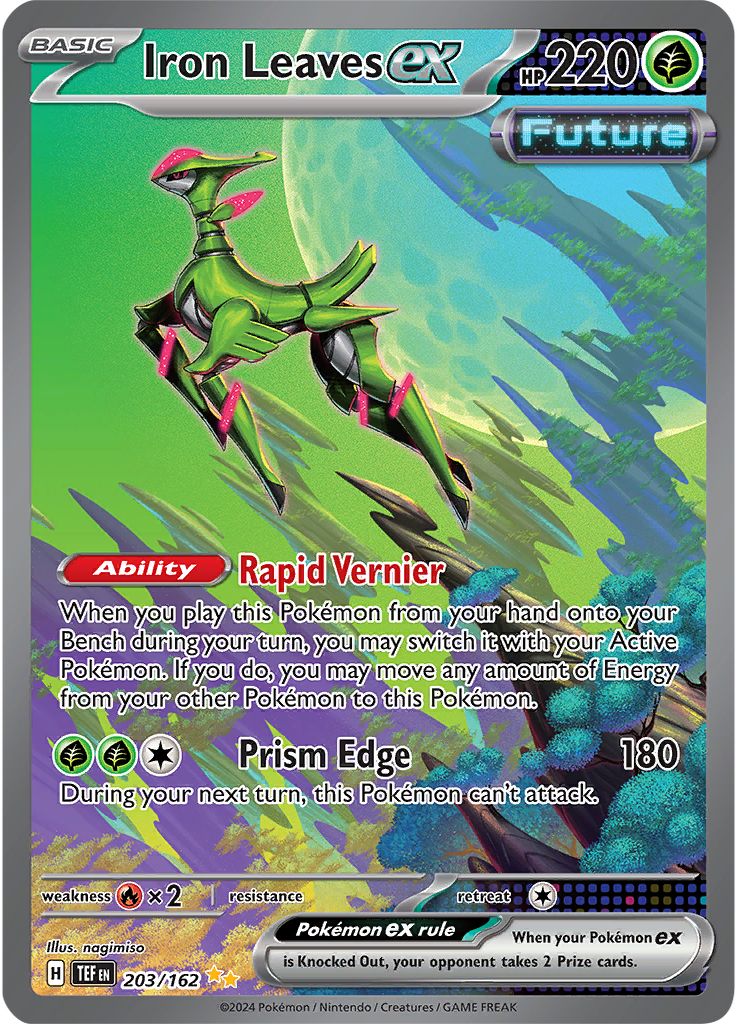 BASIC
Iron Leaves ex
HP 220
Future
Ability Rapid Vernier
When you play this Pokémon from your hand onto your
Bench during your turn, you may switch it with your Active
Pokémon. If you do, you may move any amount of Energy
from your other Pokémon to this Pokémon.
Prism Edge 180
During your next turn, this Pokémon can't attack.
weakness ×2 resistance retreat
Illus. nagimiso
Pokémon ex rule
When your Pokémon ex
is Knocked Out, your opponent takes 2 Prize cards.
H TEF EN 203/162
©2024 Pokémon / Nintendo / Creatures / GAME FREAK